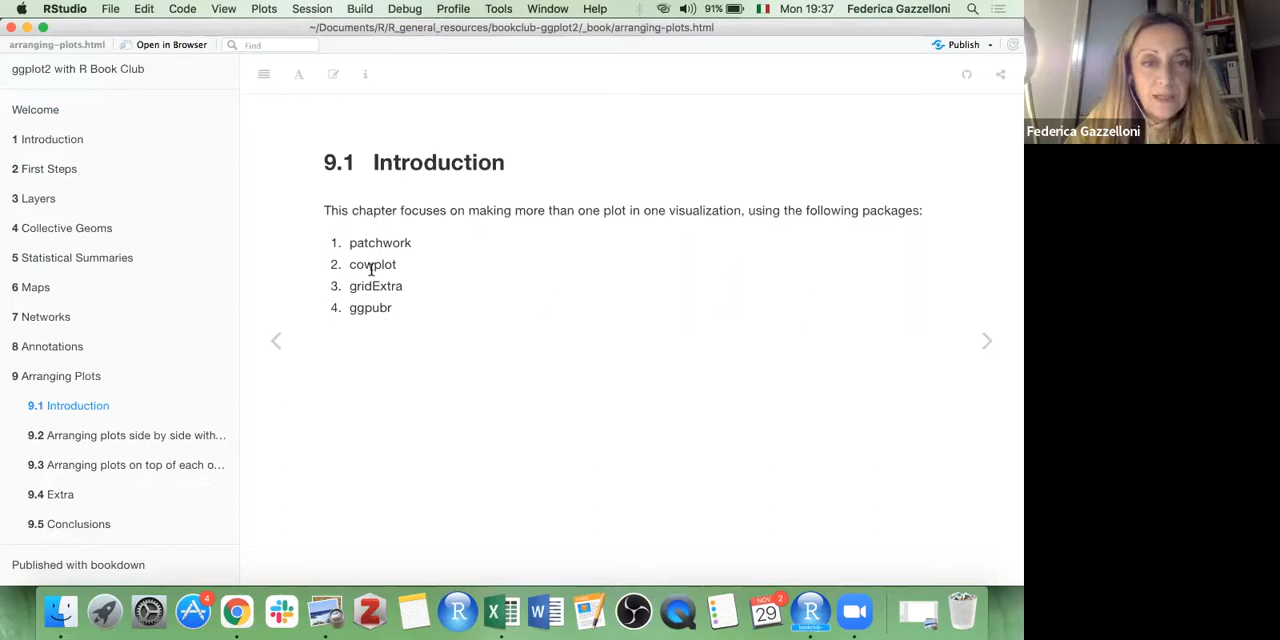 RStudio File Edit Code View Plots Session Build Debug Profile Tools Window Help 91% Mon 19:37 Federica Gazzelloni
~/Documents/R/R_general_resources/bookclub-ggplot2/_book/arranging-plots.html
arranging-plots.html Open in Browser Find Publish
ggplot2 with R Book Club
Welcome
1 Introduction
2 First Steps
3 Layers
4 Collective Geoms
5 Statistical Summaries
6 Maps
7 Networks
8 Annotations
9 Arranging Plots
9.1 Introduction
9.2 Arranging plots side by side with...
9.3 Arranging plots on top of each o...
9.4 Extra
9.5 Conclusions
Published with bookdown
A i
9.1 Introduction
This chapter focuses on making more than one plot in one visualization, using the following packages:
1. patchwork
2. cowplot
3. gridExtra
4. ggpubr
Federica Gazzelloni
4
Z
R
X
W
NOV 2
29
R